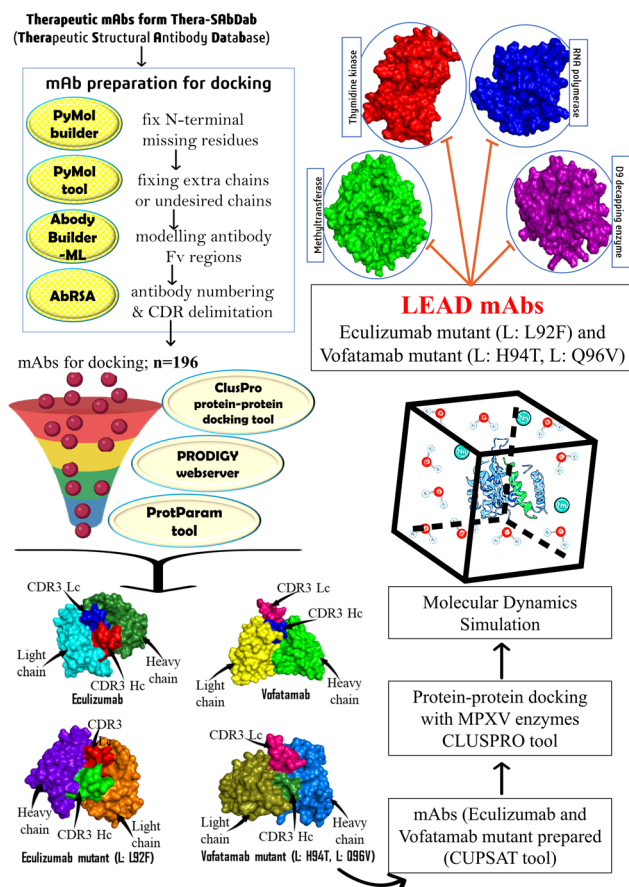 Therapeutic mAbs form Thera-SAbDab
(Therapeutic Structural Antibody Database)
mAb preparation for docking
PyMol
builder
fix N-terminal
missing residues
PyMol
tool
fixing extra chains
or undesired chains
Abody
Builder
-ML
modelling antibody
Fv regions
AbRSA
antibody numbering
& CDR delimitation
mAbs for docking; n=196
ClusPro
protein-protein
docking tool
PRODIGY
webserver
ProtParam
tool
CDR3 Lc
Light
chain
CDR3 Hc
Heavy
chain
Eculizumab
CDR3 Lc
CDR3 Hc
Light
chain
Heavy
chain
Vofatamab
CDR3
Lc
Heavy
chain
CDR3 Hc
Light
chain
Eculizumab mutant (L: L92F)
CDR3 Lc
Light
chain
CDR3 Hc
Heavy
chain
Vofatamab mutant (L: H94T, L: Q96V)
Thymidine kinase
RNA polymerase
Methyltransferase
D9 decapping enzyme
LEAD mAbs
Eculizumab mutant (L: L92F) and
Vofatamab mutant (L: H94T, L: Q96V)
Molecular Dynamics
Simulation
Protein-protein docking
with MPXV enzymes
CLUSPRO tool
mAbs (Eculizumab and
Vofatamab mutant prepared
(CUPSAT tool)